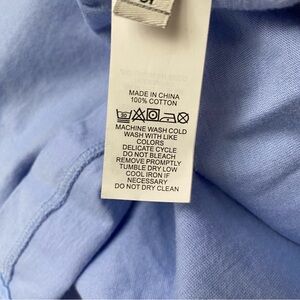 MADE IN CHINA
100% COTTON
MACHINE WASH COLD
WASH WITH LIKE
COLORS
DELICATE CYCLE
DO NOT BLEACH
REMOVE PROMPTLY
TUMBLE DRY LOW
COOL IRON IF
NECESSARY
DO NOT DRY CLEAN